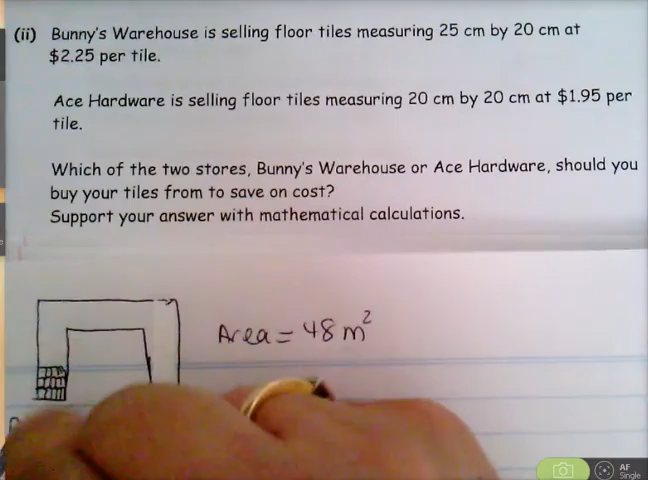 (ii) Bunny's Warehouse is selling floor tiles measuring 25 cm by 20 cm at
$2.25 per tile.
Ace Hardware is selling floor tiles measuring 20 cm by 20 cm at $1.95 per
tile.
Which of the two stores, Bunny's Warehouse or Ace Hardware, should you
buy your tiles from to save on cost?
Support your answer with mathematical calculations.
Area = 48 m²
AF
Single